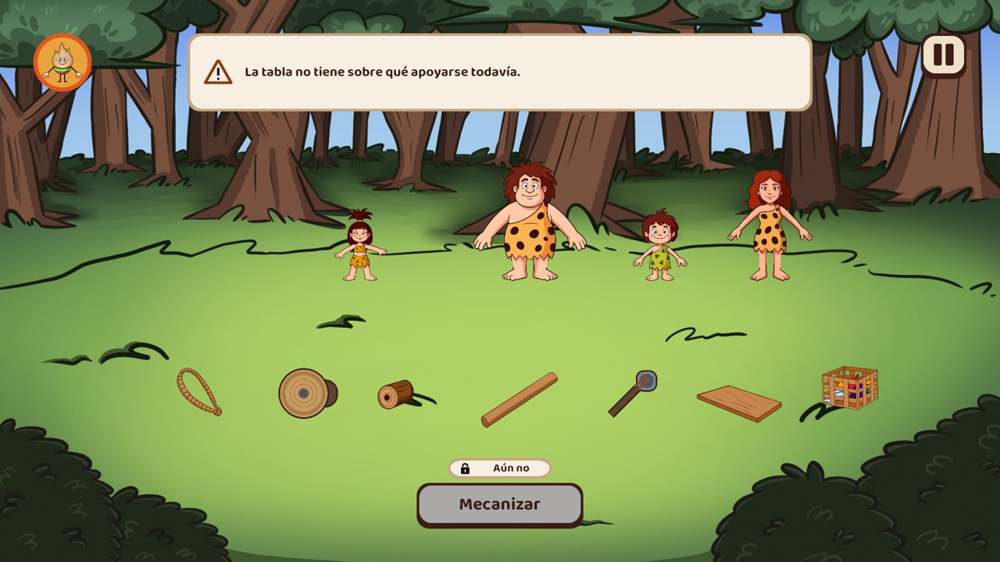 La tabla no tiene sobre qué apoyarse todavía.
Aún no
Mecanizar